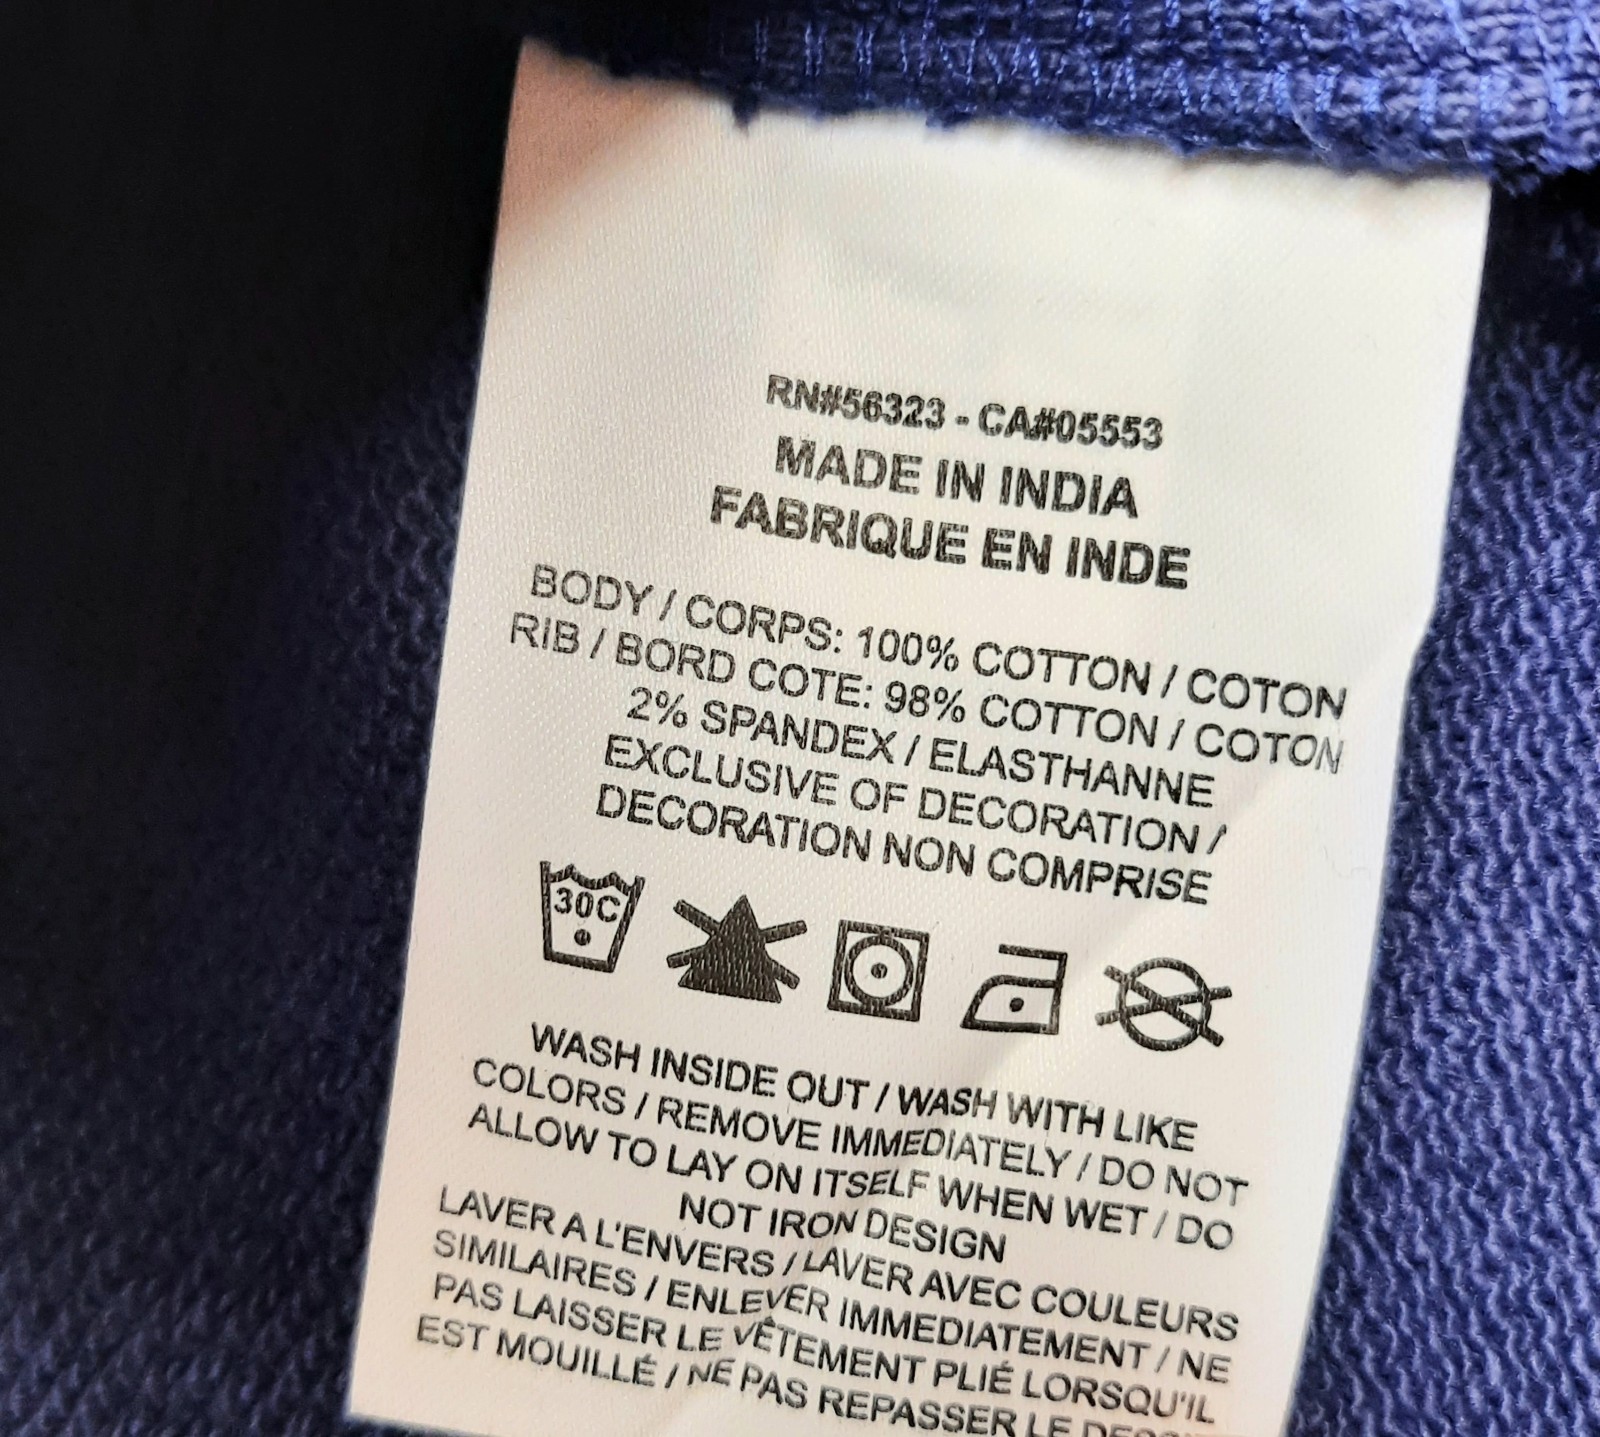 RN#56323 - CA#05553
MADE IN INDIA
FABRIQUE EN INDE
BODY / CORPS: 100% COTTON / COTON
RIB / BORD COTE: 98% COTTON / COTON
2% SPANDEX / ELASTHANNE
EXCLUSIVE OF DECORATION /
DECORATION NON COMPRISE
30C
WASH INSIDE OUT / WASH WITH LIKE
COLORS / REMOVE IMMEDIATELY / DO NOT
ALLOW TO LAY ON ITSELF WHEN WET / DO
NOT IRON DESIGN
LAVER A L'ENVERS / LAVER AVEC COULEURS
SIMILAIRES / ENLEVER IMMEDIATEMENT / NE
PAS LAISSER LE VÊTEMENT PLIÉ LORSQU'IL
EST MOUILLÉ / NE PAS REPASSER LE